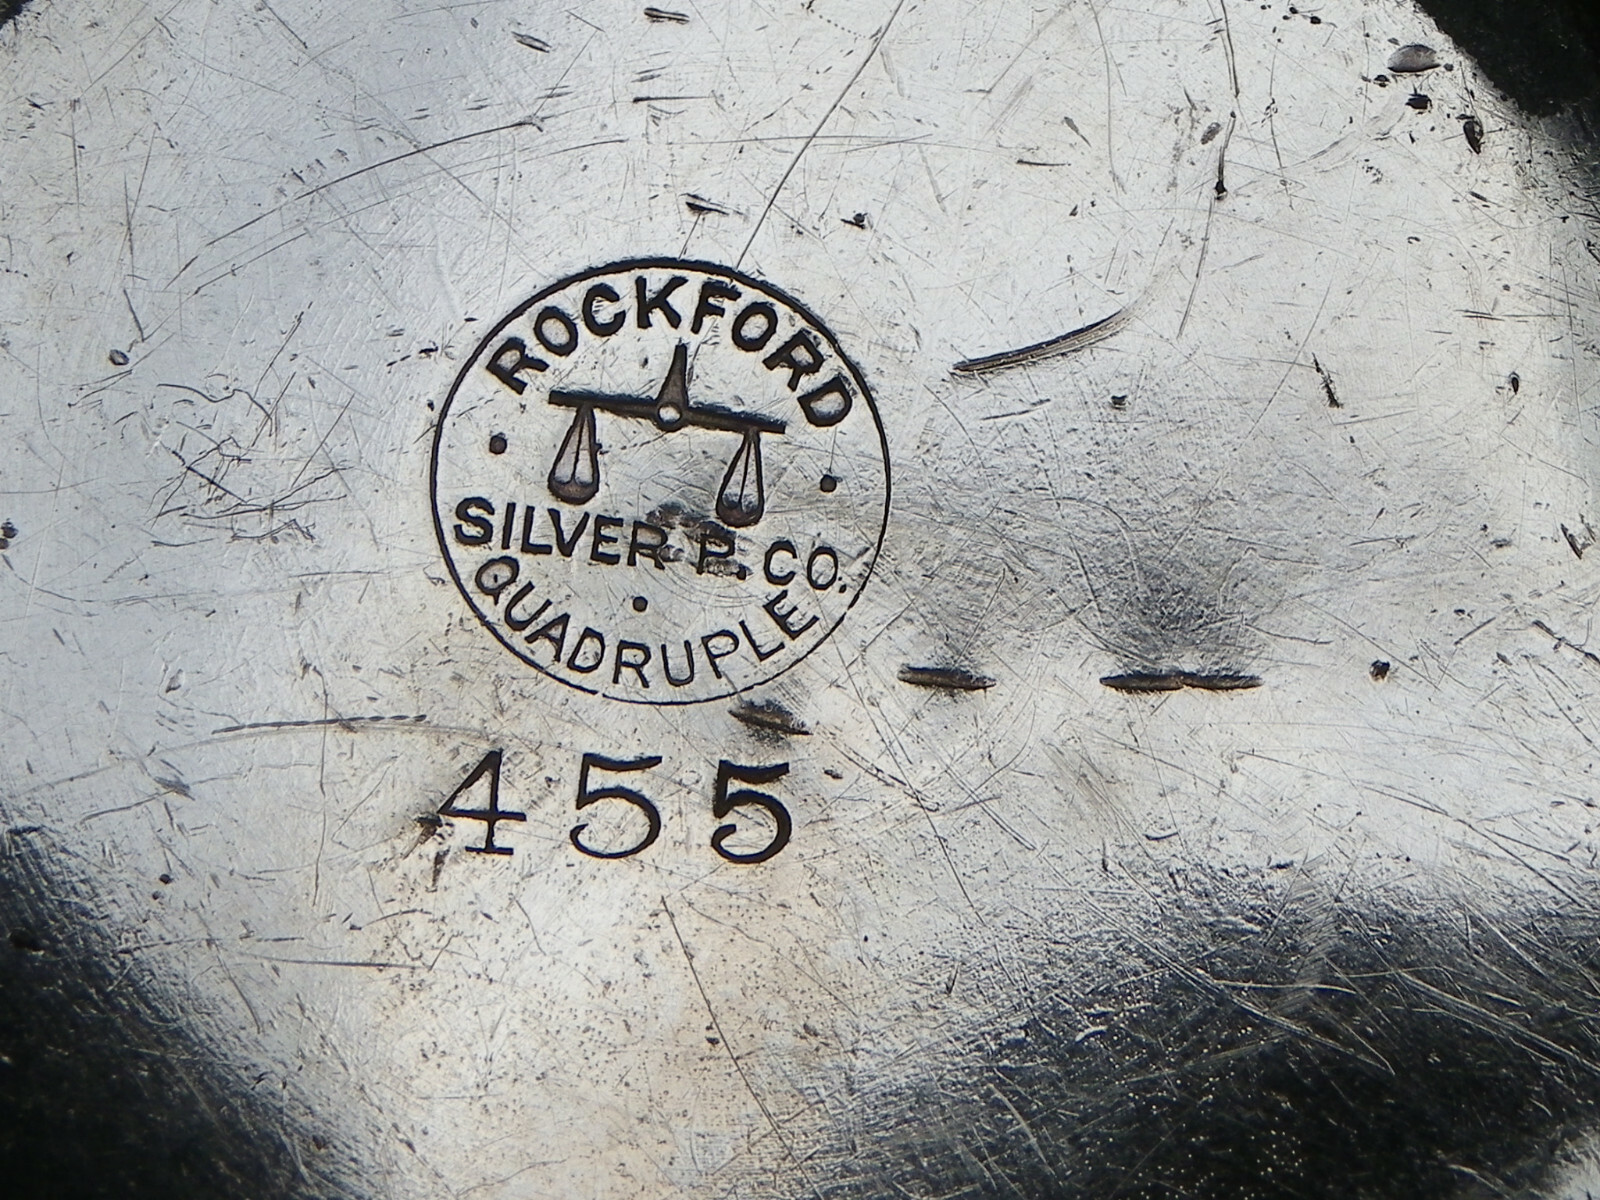 ROCKFORD
SILVER P. CO.
QUADRUPLE
455